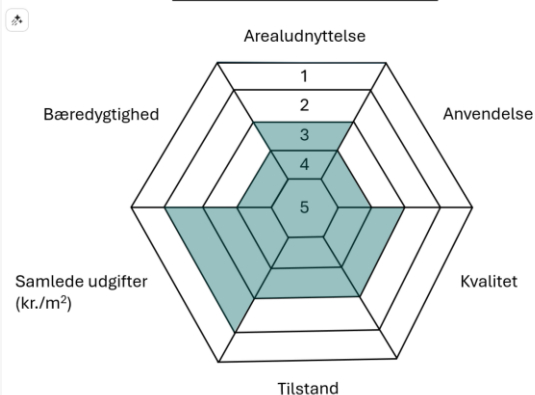 Arealudnyttelse
1
2
Bæredygtighed
Anvendelse
3
4
5
Samlede udgifter
(kr./m²)
Kvalitet
Tilstand